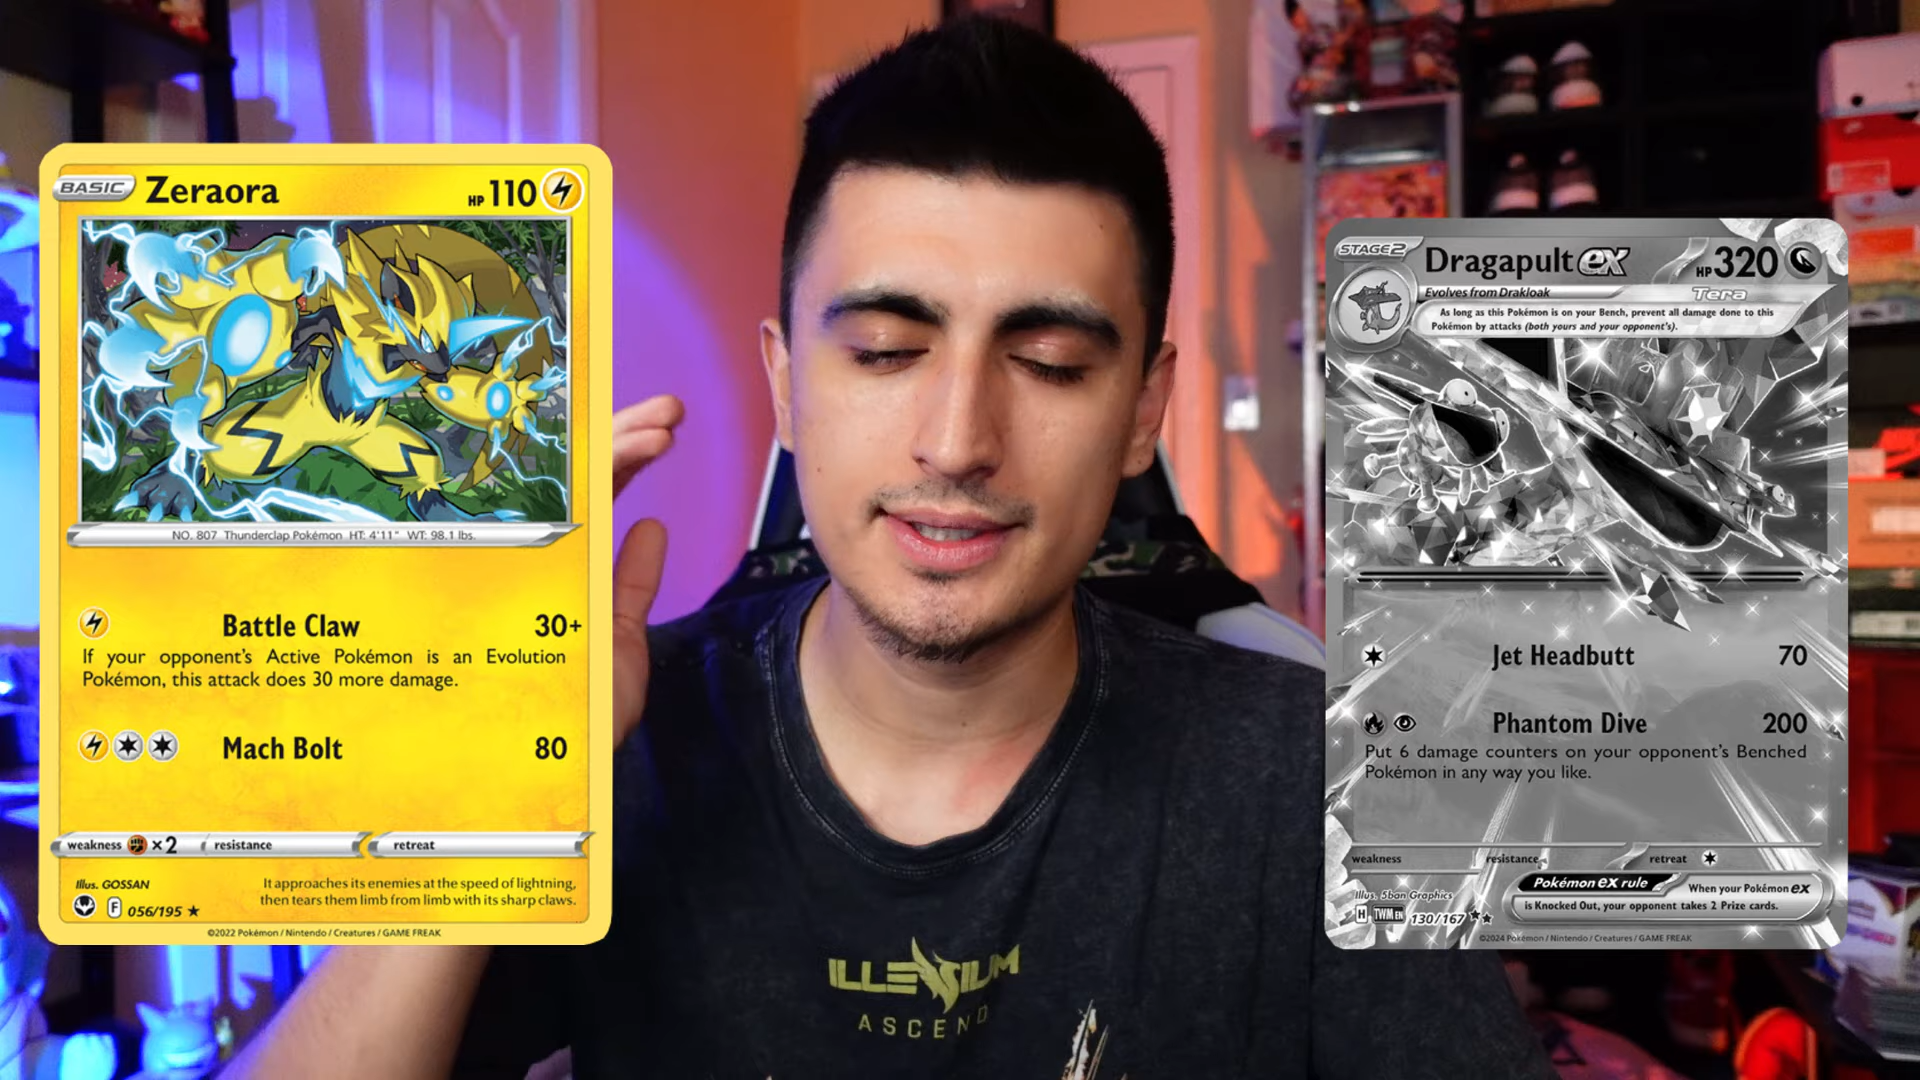 BASIC Zeraora HP 110
NO. 807 Thunderclap Pokémon HT: 4'11" WT: 98.1 lbs.
Battle Claw 30+
If your opponent's Active Pokémon is an Evolution
Pokémon, this attack does 30 more damage.
Mach Bolt 80
weakness ×2 resistance retreat
Illus. GOSSAN
It approaches its enemies at the speed of lightning,
then tears them limb from limb with its sharp claws.
F 056/195 ★
©2022 Pokémon / Nintendo / Creatures / GAME FREAK
ILLENIUM
ASCEND
STAGE 2 Dragapult ex HP 320
Evolves from Drakloak Tera
As long as this Pokémon is on your Bench, prevent all damage done to this
Pokémon by attacks (both yours and your opponent's).
Jet Headbutt 70
Phantom Dive 200
Put 6 damage counters on your opponent's Benched
Pokémon in any way you like.
weakness resistance retreat
Illus. 5ban Graphics
Pokémon ex rule When your Pokémon ex
is Knocked Out, your opponent takes 2 Prize cards.
H TWM EN 130/167 ★★
©2024 Pokémon / Nintendo / Creatures / GAME FREAK